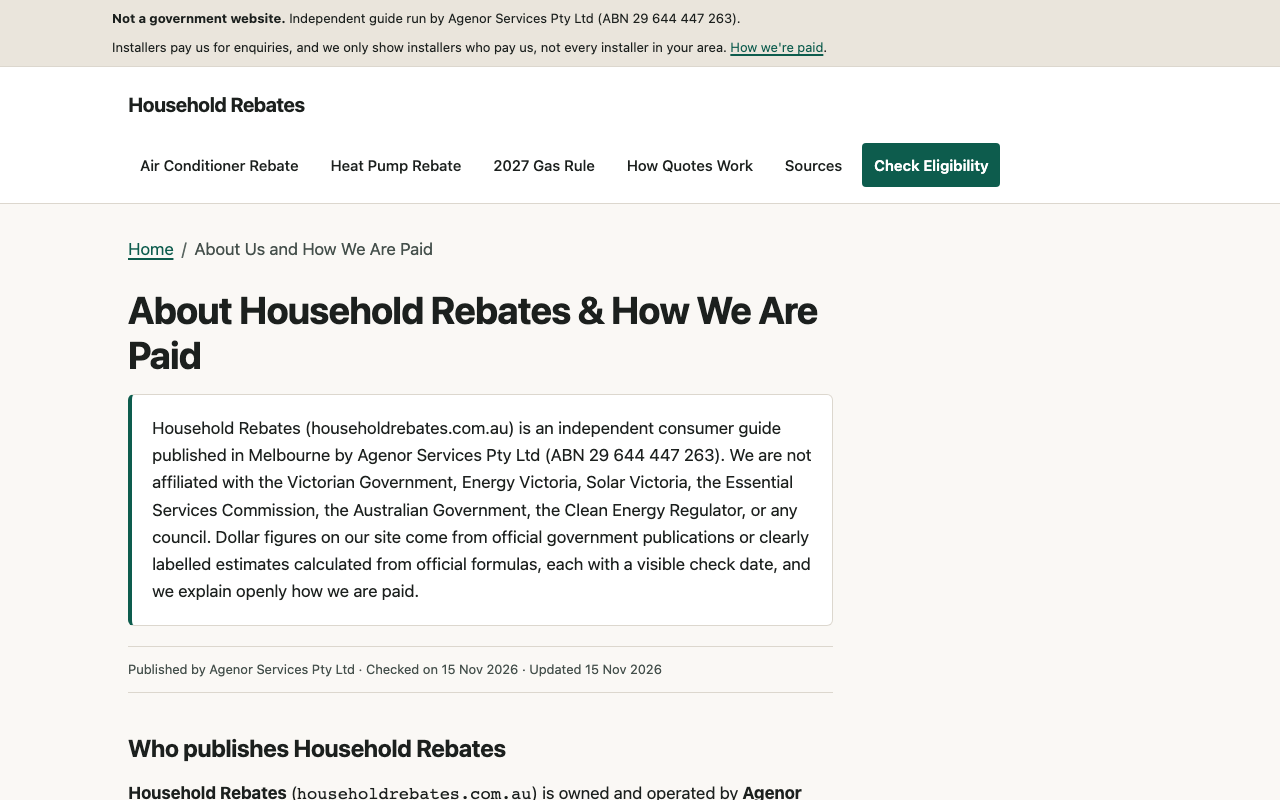 Not a government website. Independent guide run by Agenor Services Pty Ltd (ABN 29 644 447 263).
Installers pay us for enquiries, and we only show installers who pay us, not every installer in your area. How we're paid.
Household Rebates
Air Conditioner Rebate Heat Pump Rebate 2027 Gas Rule How Quotes Work Sources Check Eligibility
Home / About Us and How We Are Paid
About Household Rebates & How We Are
Paid
Household Rebates (householdrebates.com.au) is an independent consumer guide
published in Melbourne by Agenor Services Pty Ltd (ABN 29 644 447 263). We are not
affiliated with the Victorian Government, Energy Victoria, Solar Victoria, the Essential
Services Commission, the Australian Government, the Clean Energy Regulator, or any
council. Dollar figures on our site come from official government publications or clearly
labelled estimates calculated from official formulas, each with a visible check date, and
we explain openly how we are paid.
Published by Agenor Services Pty Ltd · Checked on 15 Nov 2026 · Updated 15 Nov 2026
Who publishes Household Rebates
Household Rebates (householdrebates.com.au) is owned and operated by Agenor